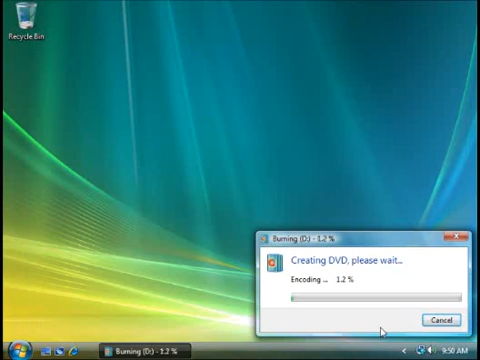 Recycle Bin
Burning (D:) - 1.2 %
Creating DVD, please wait...
Encoding ... 1.2 %
Cancel
Burning (D:) - 1.2 %
9:50 AM